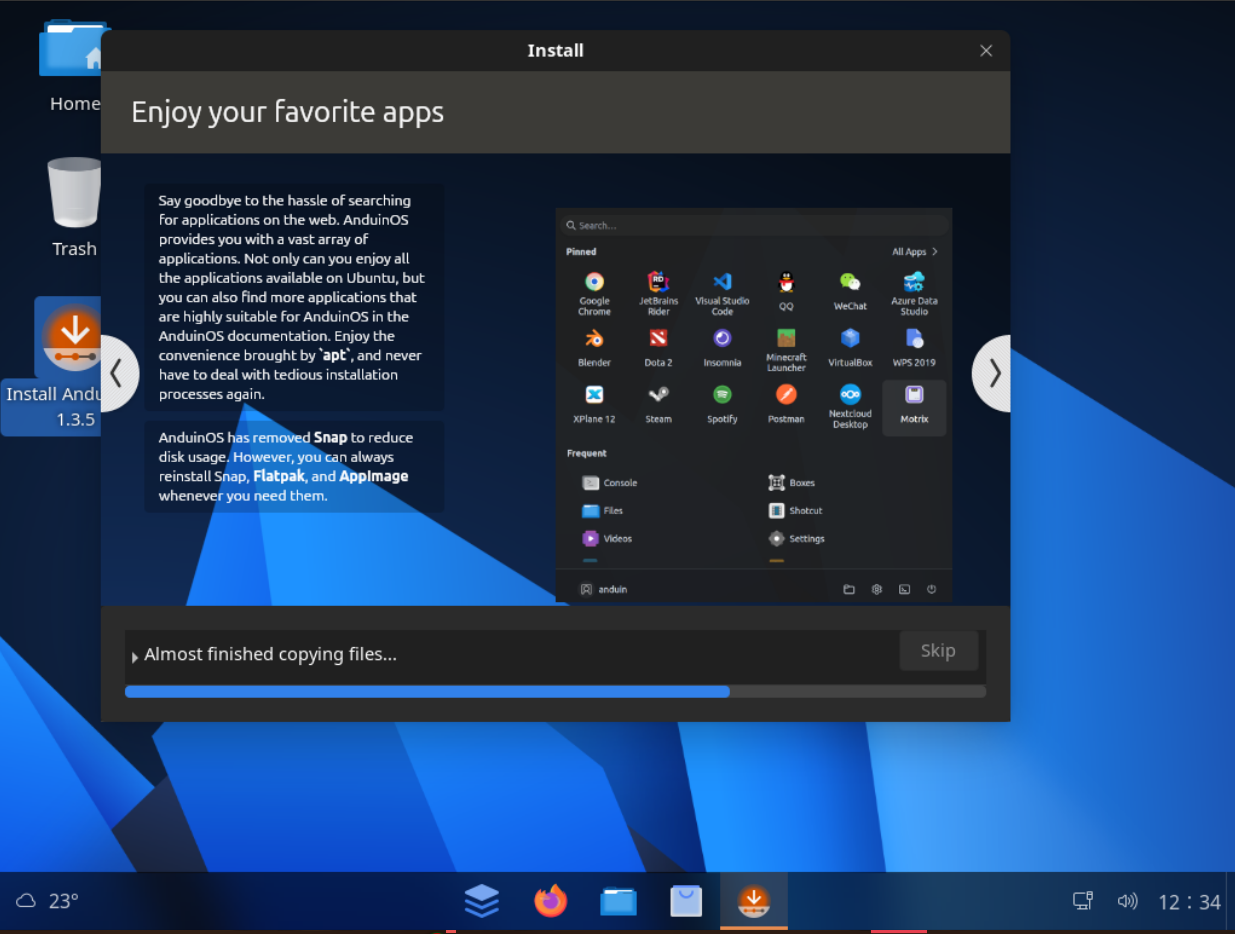 Home
Trash
Install Andu
1.3.5
Install
Enjoy your favorite apps
Say goodbye to the hassle of searching
for applications on the web. AnduinOS
provides you with a vast array of
applications. Not only can you enjoy all
the applications available on Ubuntu, but
you can also find more applications that
are highly suitable for AnduinOS in the
AnduinOS documentation. Enjoy the
convenience brought by `apt`, and never
have to deal with tedious installation
processes again.
AnduinOS has removed Snap to reduce
disk usage. However, you can always
reinstall Snap, Flatpak, and AppImage
whenever you need them.
Search...
Pinned All Apps
Google Chrome
JetBrains Rider
Visual Studio Code
QQ
WeChat
Azure Data Studio
Blender
Dota 2
Insomnia
Minecraft Launcher
VirtualBox
WPS 2019
XPlane 12
Steam
Spotify
Postman
Nextcloud Desktop
Motrix
Frequent
Console Boxes
Files Shotcut
Videos Settings
anduin
Almost finished copying files...
Skip
23° 12 : 34